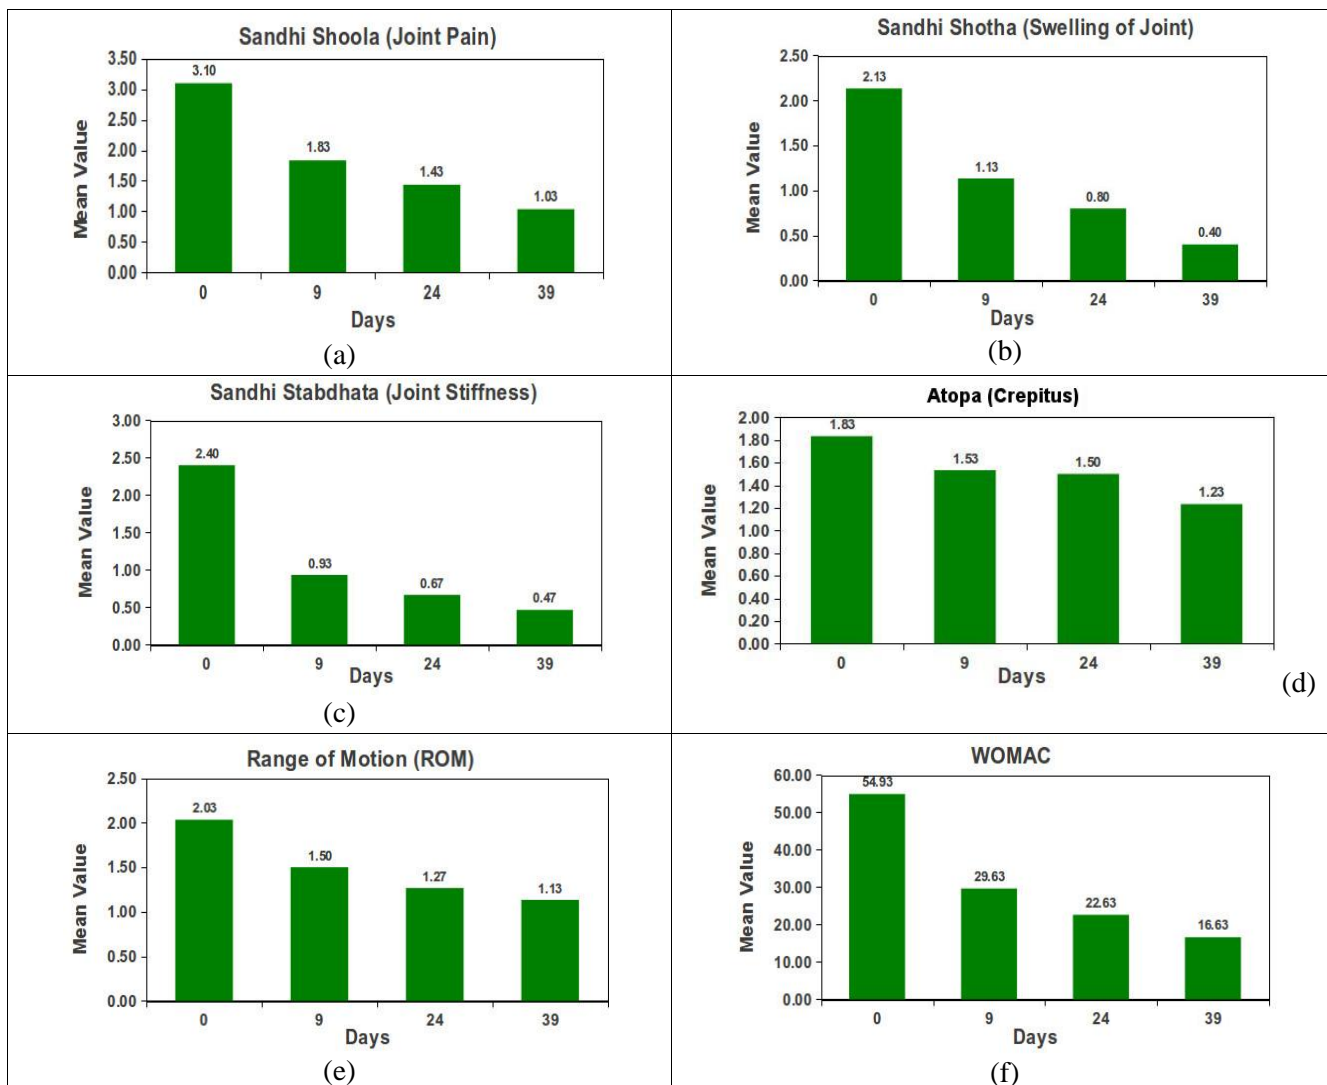 Sandhi Shoola (Joint Pain)
Mean Value
3.50
3.00
2.50
2.00
1.50
1.00
0.50
0.00
3.10
1.83
1.43
1.03
0 9 24 39
Days
(a)
Sandhi Shotha (Swelling of Joint)
Mean Value
2.50
2.00
1.50
1.00
0.50
0.00
2.13
1.13
0.80
0.40
0 9 24 39
Days
(b)
Sandhi Stabdhata (Joint Stiffness)
Mean Value
3.00
2.50
2.00
1.50
1.00
0.50
0.00
2.40
0.93
0.67
0.47
0 9 24 39
Days
(c)
Atopa (Crepitus)
Mean Value
2.00
1.80
1.60
1.40
1.20
1.00
0.80
0.60
0.40
0.20
0.00
1.83
1.53
1.50
1.23
0 9 24 39
Days
(d)
Range of Motion (ROM)
Mean Value
2.50
2.00
1.50
1.00
0.50
0.00
2.03
1.50
1.27
1.13
0 9 24 39
Days
(e)
WOMAC
Mean Value
60.00
50.00
40.00
30.00
20.00
10.00
0.00
54.93
29.63
22.63
16.63
0 9 24 39
Days
(f)